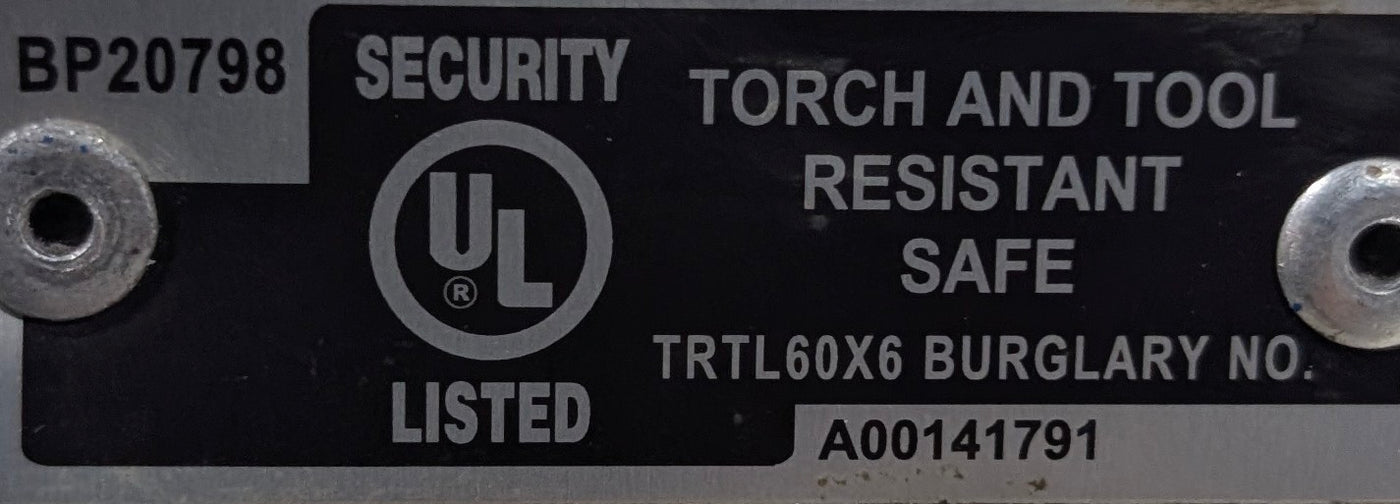 BP20798
SECURITY
UL
®
LISTED
TORCH AND TOOL
RESISTANT
SAFE
TRTL60X6 BURGLARY NO.
A00141791